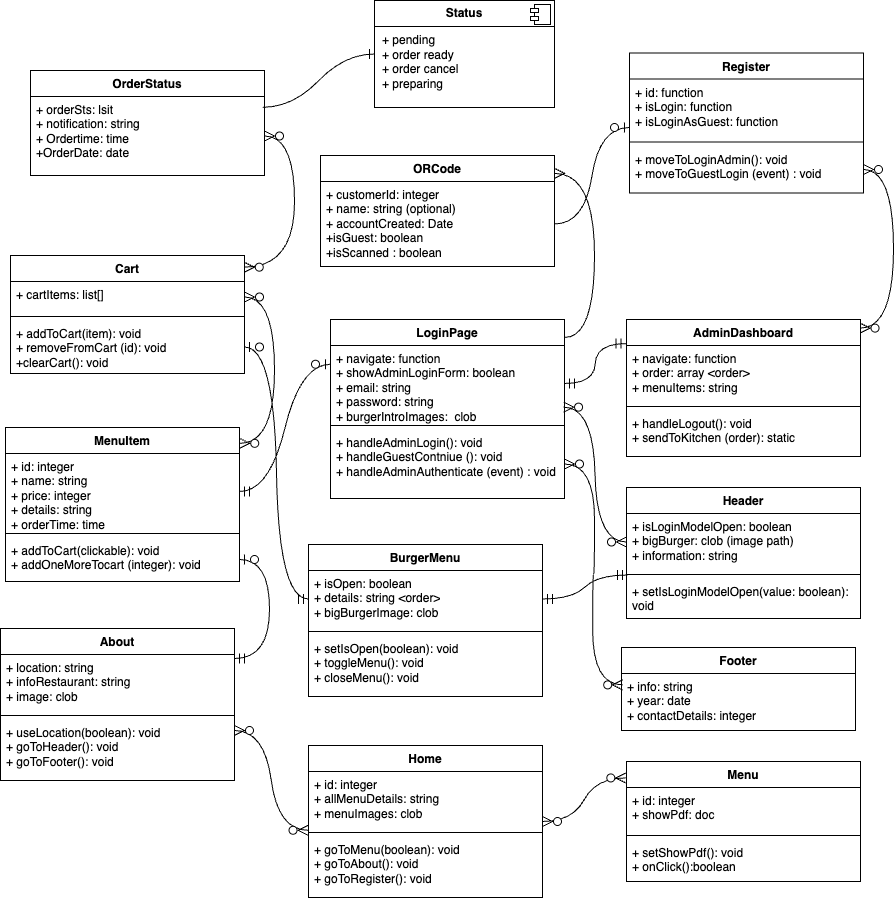 Status
+ pending
+ order ready
+ order cancel
+ preparing
OrderStatus
+ orderSts: lsit
+ notification: string
+ Ordertime: time
+OrderDate: date
Register
+ id: function
+ isLogin: function
+ isLoginAsGuest: function
+ moveToLoginAdmin(): void
+ moveToGuestLogin (event) : void
ORCode
+ customerId: integer
+ name: string (optional)
+ accountCreated: Date
+isGuest: boolean
+isScanned : boolean
Cart
+ cartItems: list[]
+ addToCart(item): void
+ removeFromCart (id): void
+clearCart(): void
LoginPage
+ navigate: function
+ showAdminLoginForm: boolean
+ email: string
+ password: string
+ burgerIntroImages: clob
+ handleAdminLogin(): void
+ handleGuestContniue (): void
+ handleAdminAuthenticate (event) : void
AdminDashboard
+ navigate: function
+ order: array <order>
+ menuItems: string
+ handleLogout(): void
+ sendToKitchen (order): static
MenuItem
+ id: integer
+ name: string
+ price: integer
+ details: string
+ orderTime: time
+ addToCart(clickable): void
+ addOneMoreTocart (integer): void
Header
+ isLoginModelOpen: boolean
+ bigBurger: clob (image path)
+ information: string
+ setIsLoginModelOpen(value: boolean):
void
BurgerMenu
+ isOpen: boolean
+ details: string <order>
+ bigBurgerImage: clob
+ setIsOpen(boolean): void
+ toggleMenu(): void
+ closeMenu(): void
About
+ location: string
+ infoRestaurant: string
+ image: clob
+ useLocation(boolean): void
+ goToHeader(): void
+ goToFooter(): void
Footer
+ info: string
+ year: date
+ contactDetails: integer
Home
+ id: integer
+ allMenuDetails: string
+ menuImages: clob
+ goToMenu(boolean): void
+ goToAbout(): void
+ goToRegister(): void
Menu
+ id: integer
+ showPdf: doc
+ setShowPdf(): void
+ onClick():boolean